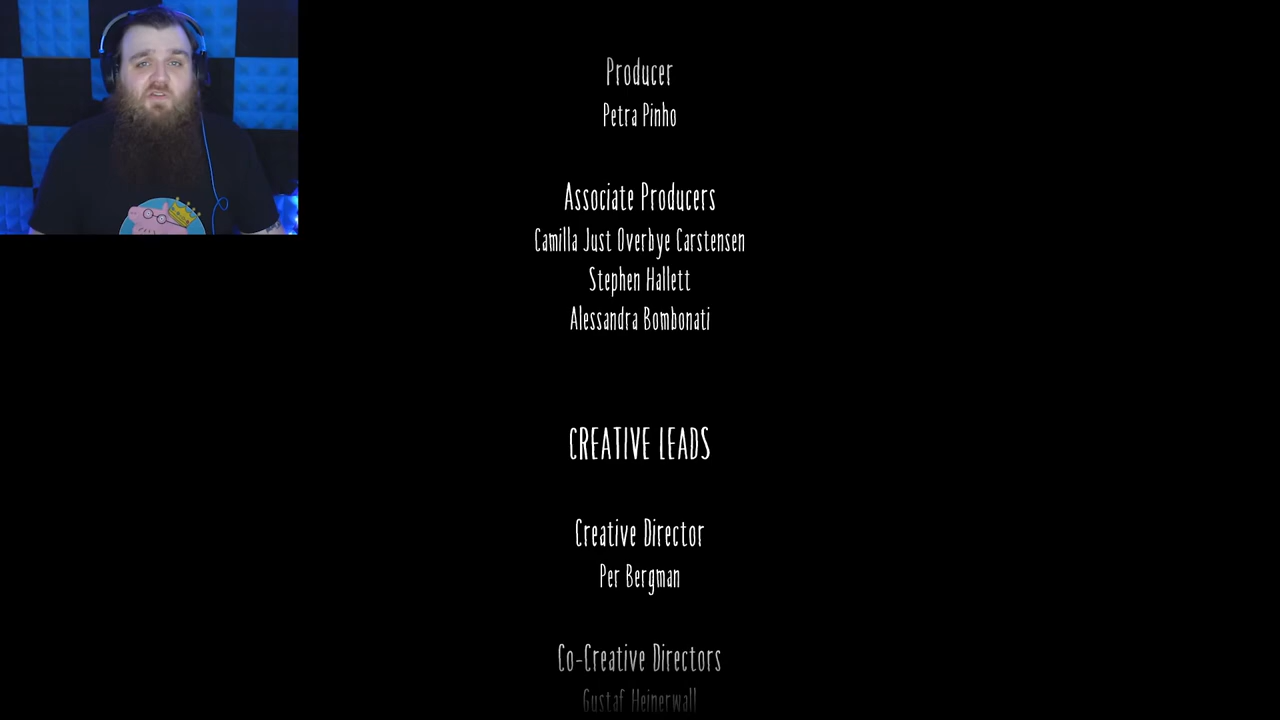 Producer
Petra Pinho
Associate Producers
Camilla Just Overbye Carstensen
Stephen Hallett
Alessandra Bombonati
CREATIVE LEADS
Creative Director
Per Bergman
Co-Creative Directors
Gustaf Heinerwall